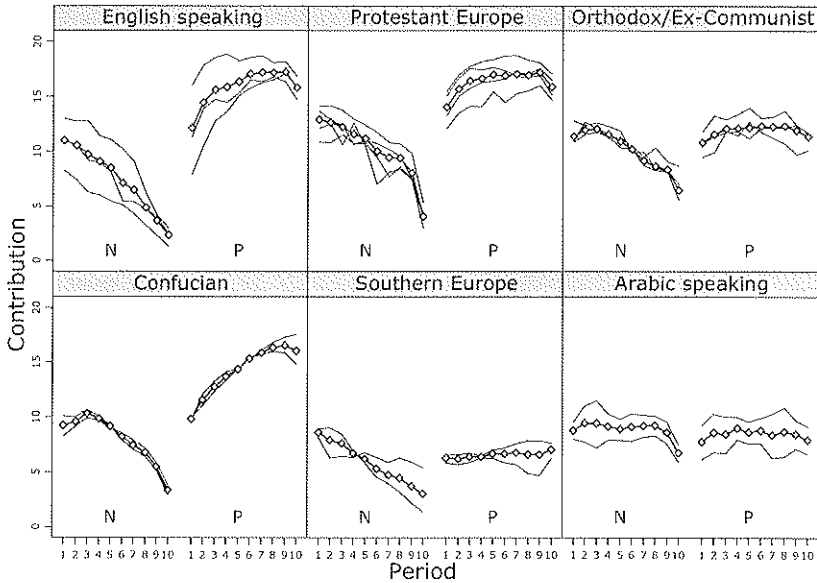 English speaking
Protestant Europe
Orthodox/Ex-Communist
20
15
10
5
0
N
P
N
P
N
P
Contribution
Confucian
Southern Europe
Arabic speaking
20
15
10
5
0
N
P
N
P
N
P
1 2 3 4 5 6 7 8 9 10
1 2 3 4 5 6 7 8 9 10
1 2 3 4 5 6 7 8 9 10
1 2 3 4 5 6 7 8 9 10
1 2 3 4 5 6 7 8 9 10
1 2 3 4 5 6 7 8 9 10
Period